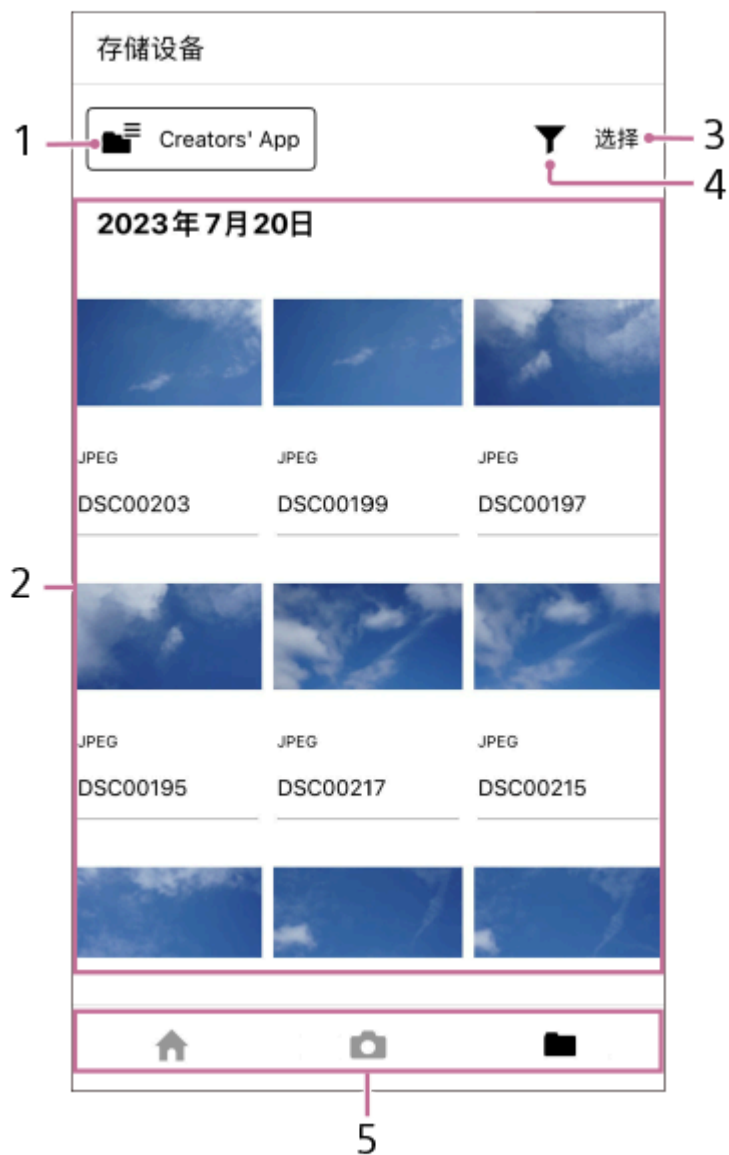 存储设备
1
Creators' App
选择
3
4
2023年7月20日
JPEG JPEG JPEG
DSC00203 DSC00199 DSC00197
2
JPEG JPEG JPEG
DSC00195 DSC00217 DSC00215
5